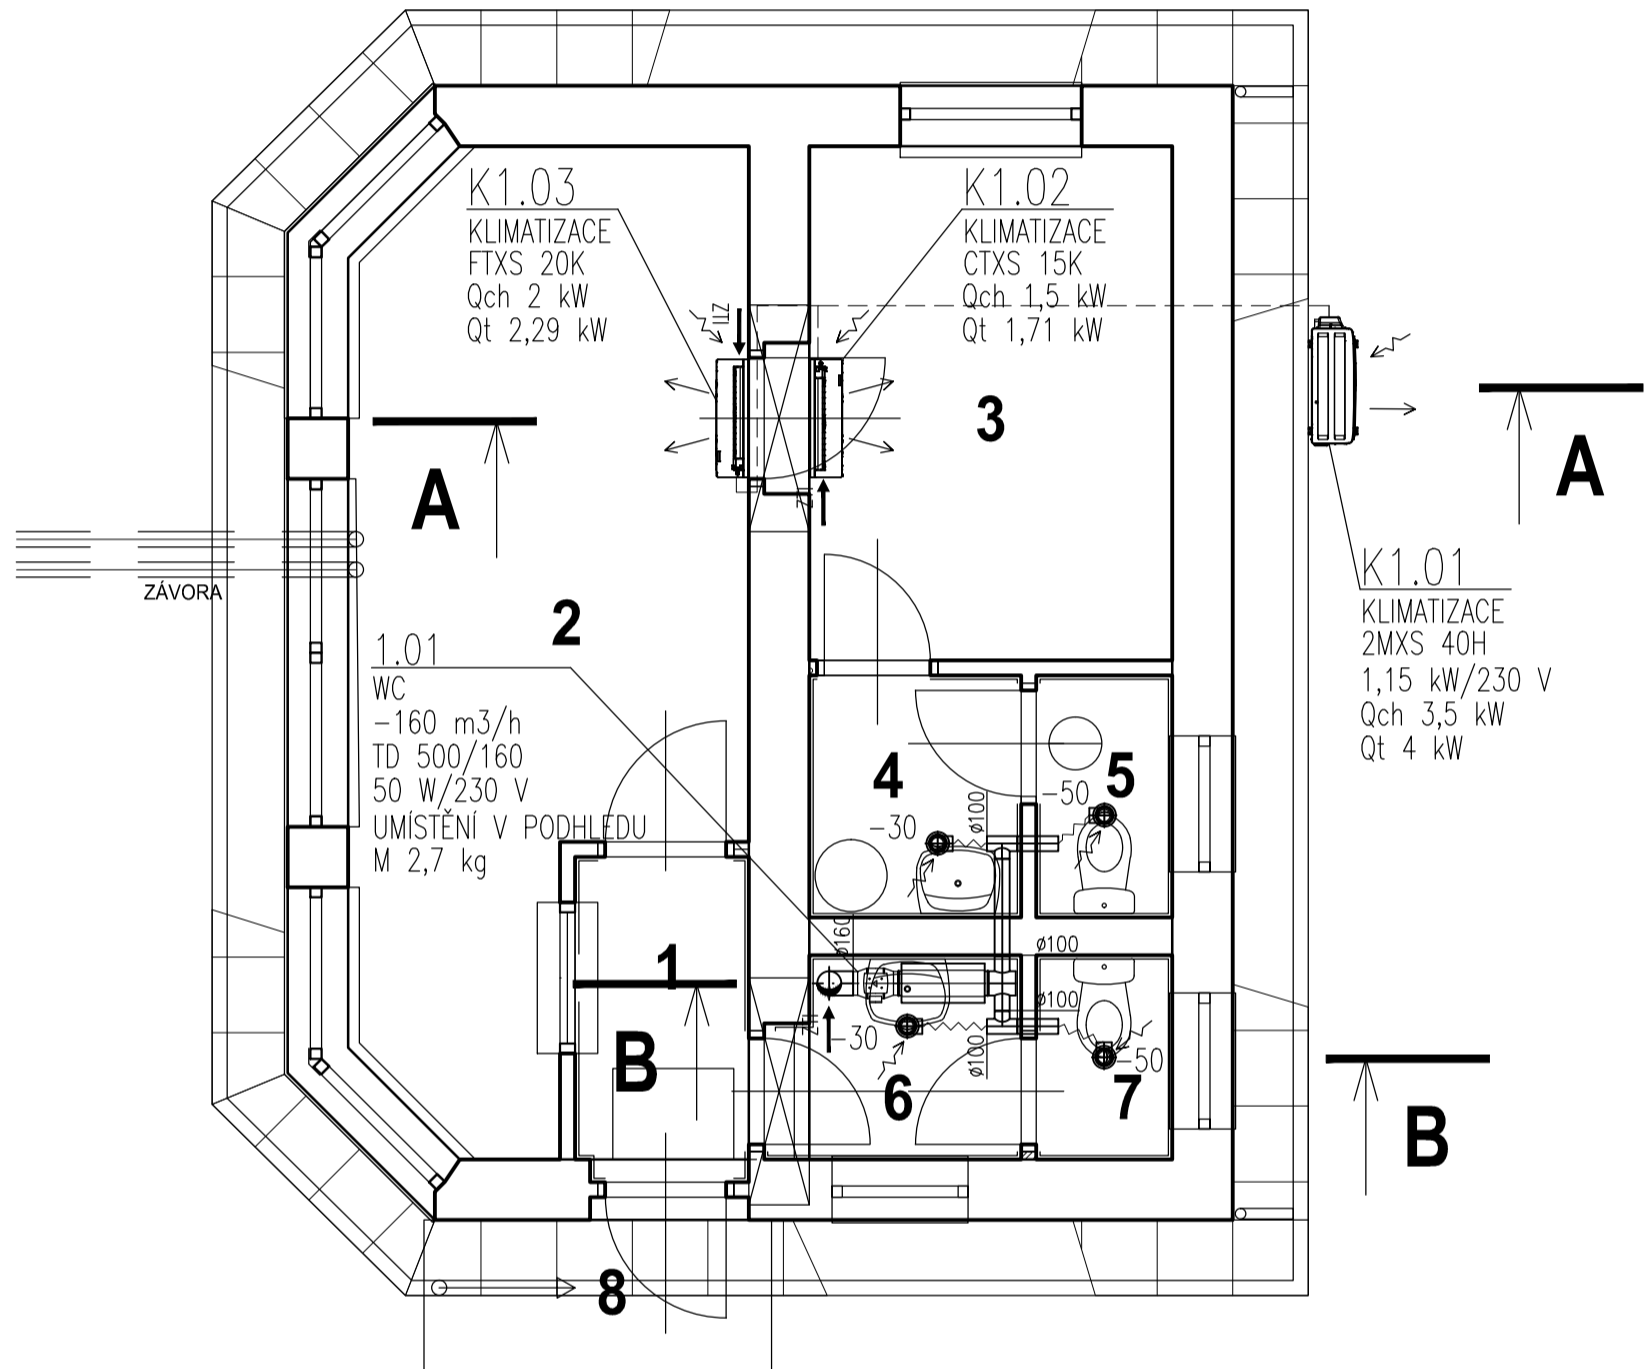 K1.03
KLIMATIZACE
FTXS 20K
Qch 2 kW
Qt 2,29 kW
K1.02
KLIMATIZACE
CTXS 15K
Qch 1,5 kW
Qt 1,71 kW
ZTI
3
A
A
ZÁVORA
K1.01
KLIMATIZACE
2MXS 40H
1,15 kW/230 V
Qch 3,5 kW
Qt 4 kW
2
1.01
WC
-160 m3/h
TD 500/160
50 W/230 V
UMÍSTĚNÍ V PODHLEDU
M 2,7 kg
4
5
-50
-30
ø100
ø160
ø100
1
ø100
-30
ø100
-50
B
6
7
B
8